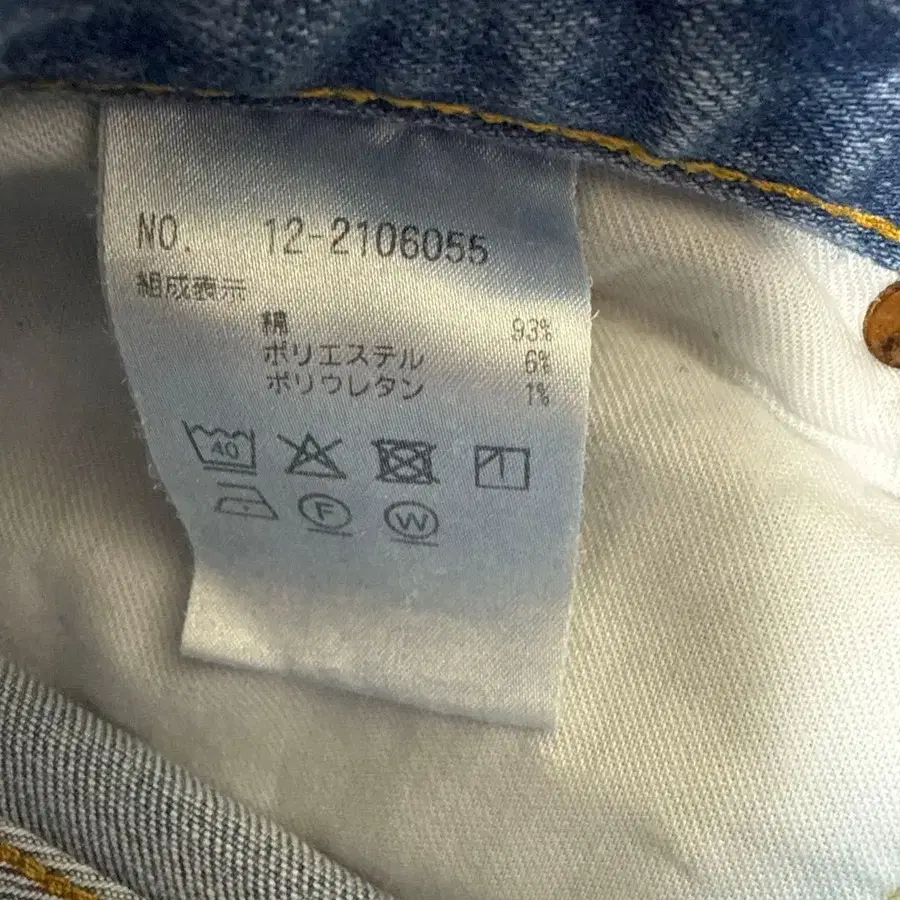 NO. 12-2106055
組成表示
綿 93%
ポリエステル 6%
ポリウレタン 1%
40
F W